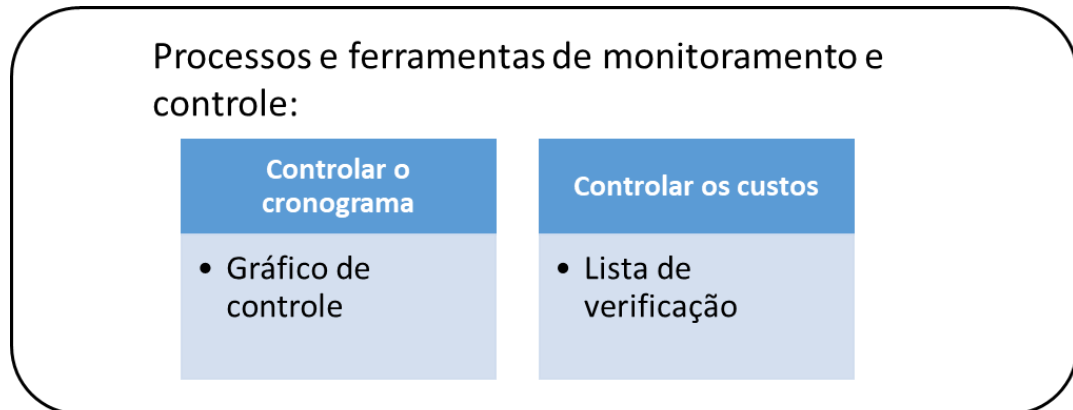 Processos e ferramentas de monitoramento e
controle:
Controlar o
cronograma
• Gráfico de
controle
Controlar os custos
• Lista de
verificação